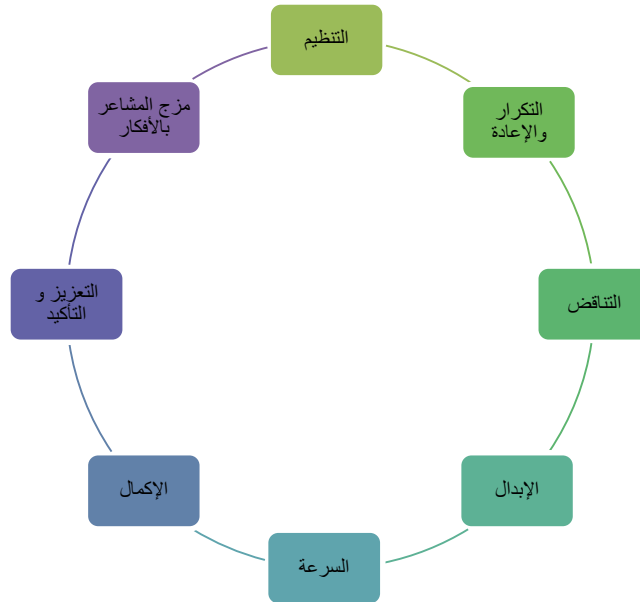 التنظيم
التكرار
والإعادة
التناقض
الإبدال
السرعة
الإكمال
التعزيز و
التأكيد
مزج المشاعر
بالأفكار